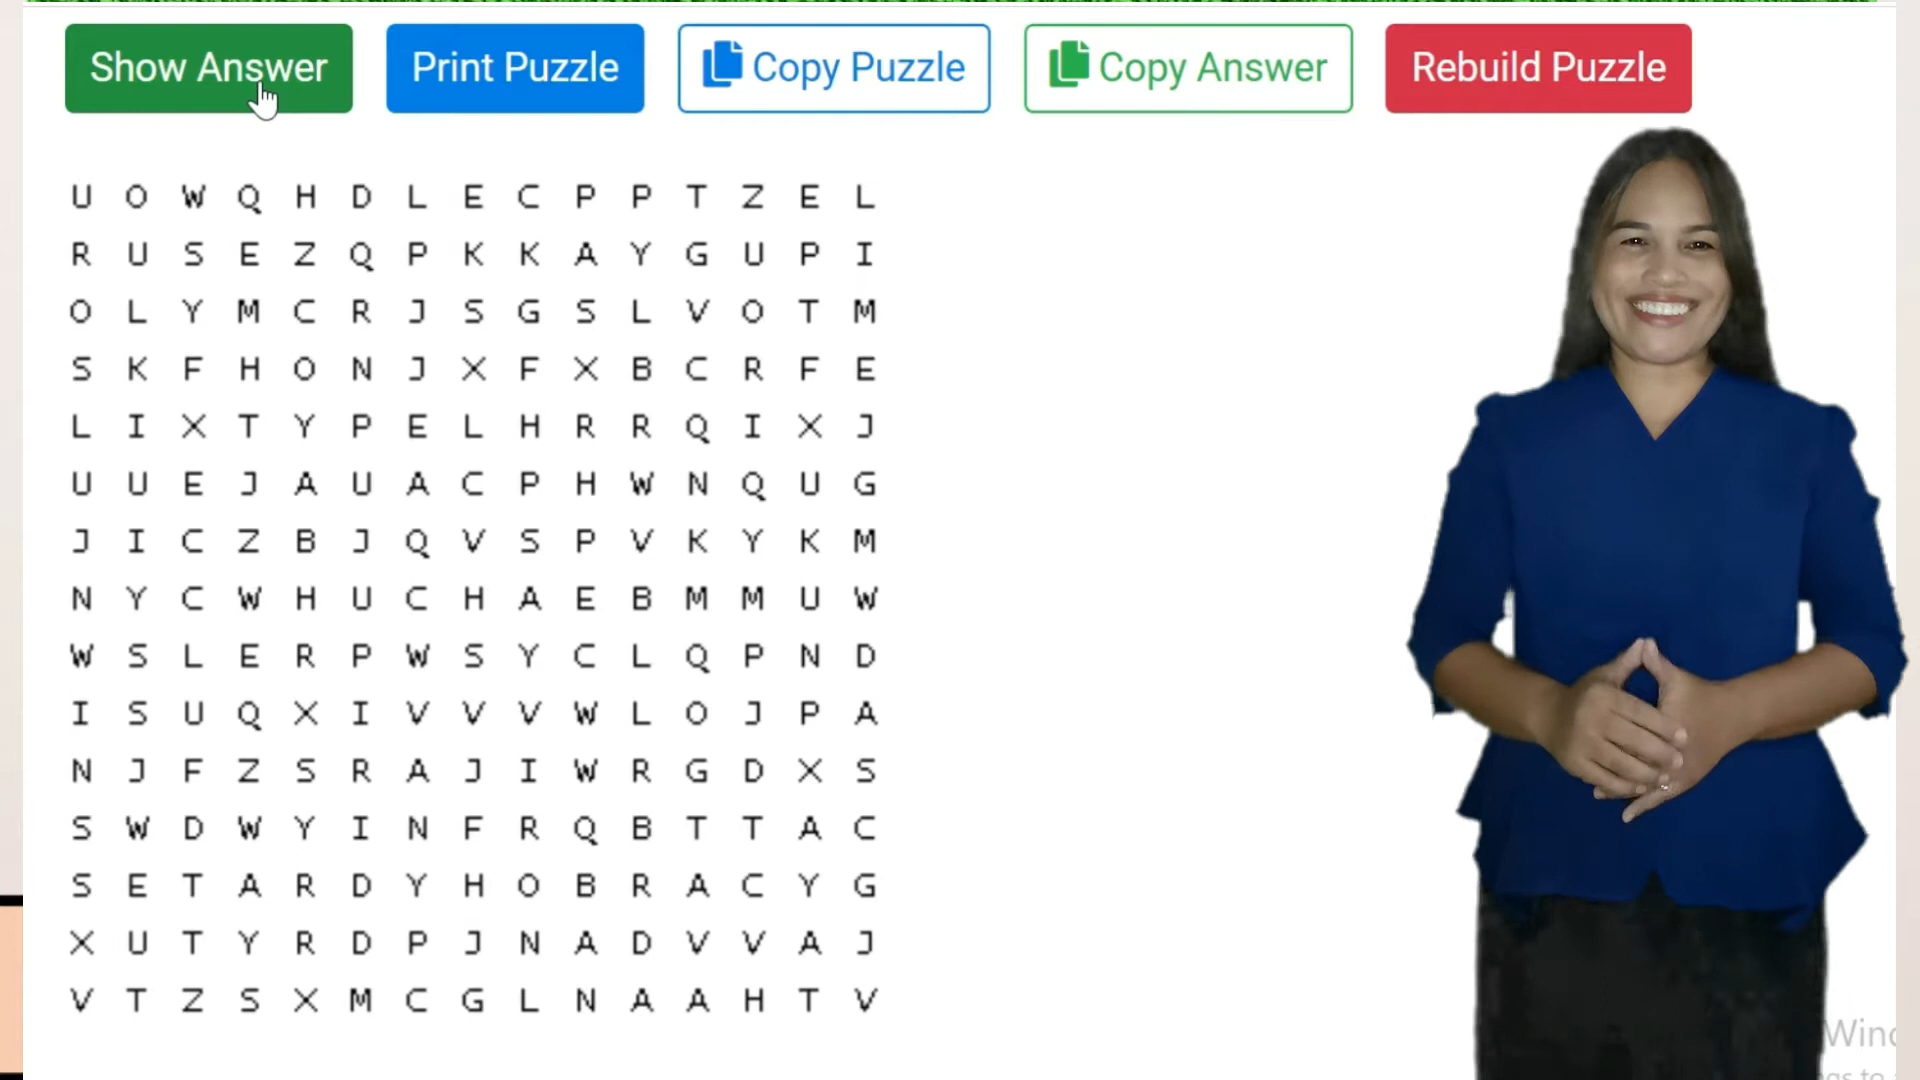 Show Answer Print Puzzle Copy Puzzle Copy Answer Rebuild Puzzle
U O W Q H D L E C P P T Z E L
R U S E Z Q P K K A Y G U P I
O L Y M C R J S G S L V O T M
S K F H O N J X F X B C R F E
L I X T Y P E L H R R Q I X J
U U E J A U A C P H W N Q U G
J I C Z B J Q V S P V K Y K M
N Y C W H U C H A E B M M U W
W S L E R P W S Y C L Q P N D
I S U Q X I V V V W L O J P A
N J F Z S R A J I W R G D X S
S W D W Y I N F R Q B T T A C
S E T A R D Y H O B R A C Y G
X U T Y R D P J N A D V V A J
V T Z S X M C G L N A A H T V